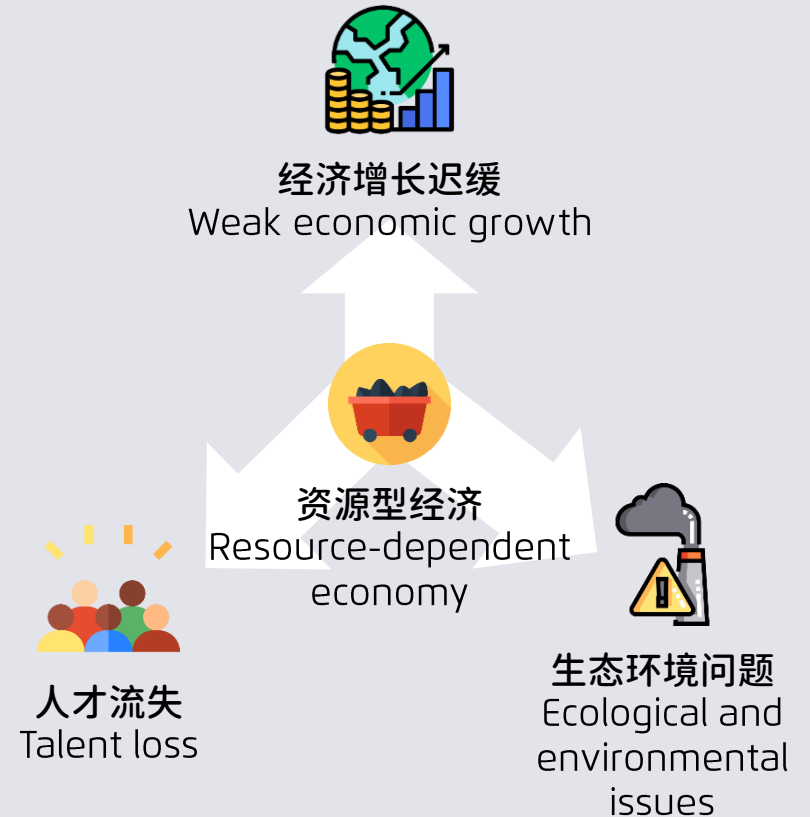 经济增长迟缓
Weak economic growth
资源型经济
Resource-dependent
economy
人才流失
Talent loss
生态环境问题
Ecological and
environmental
issues